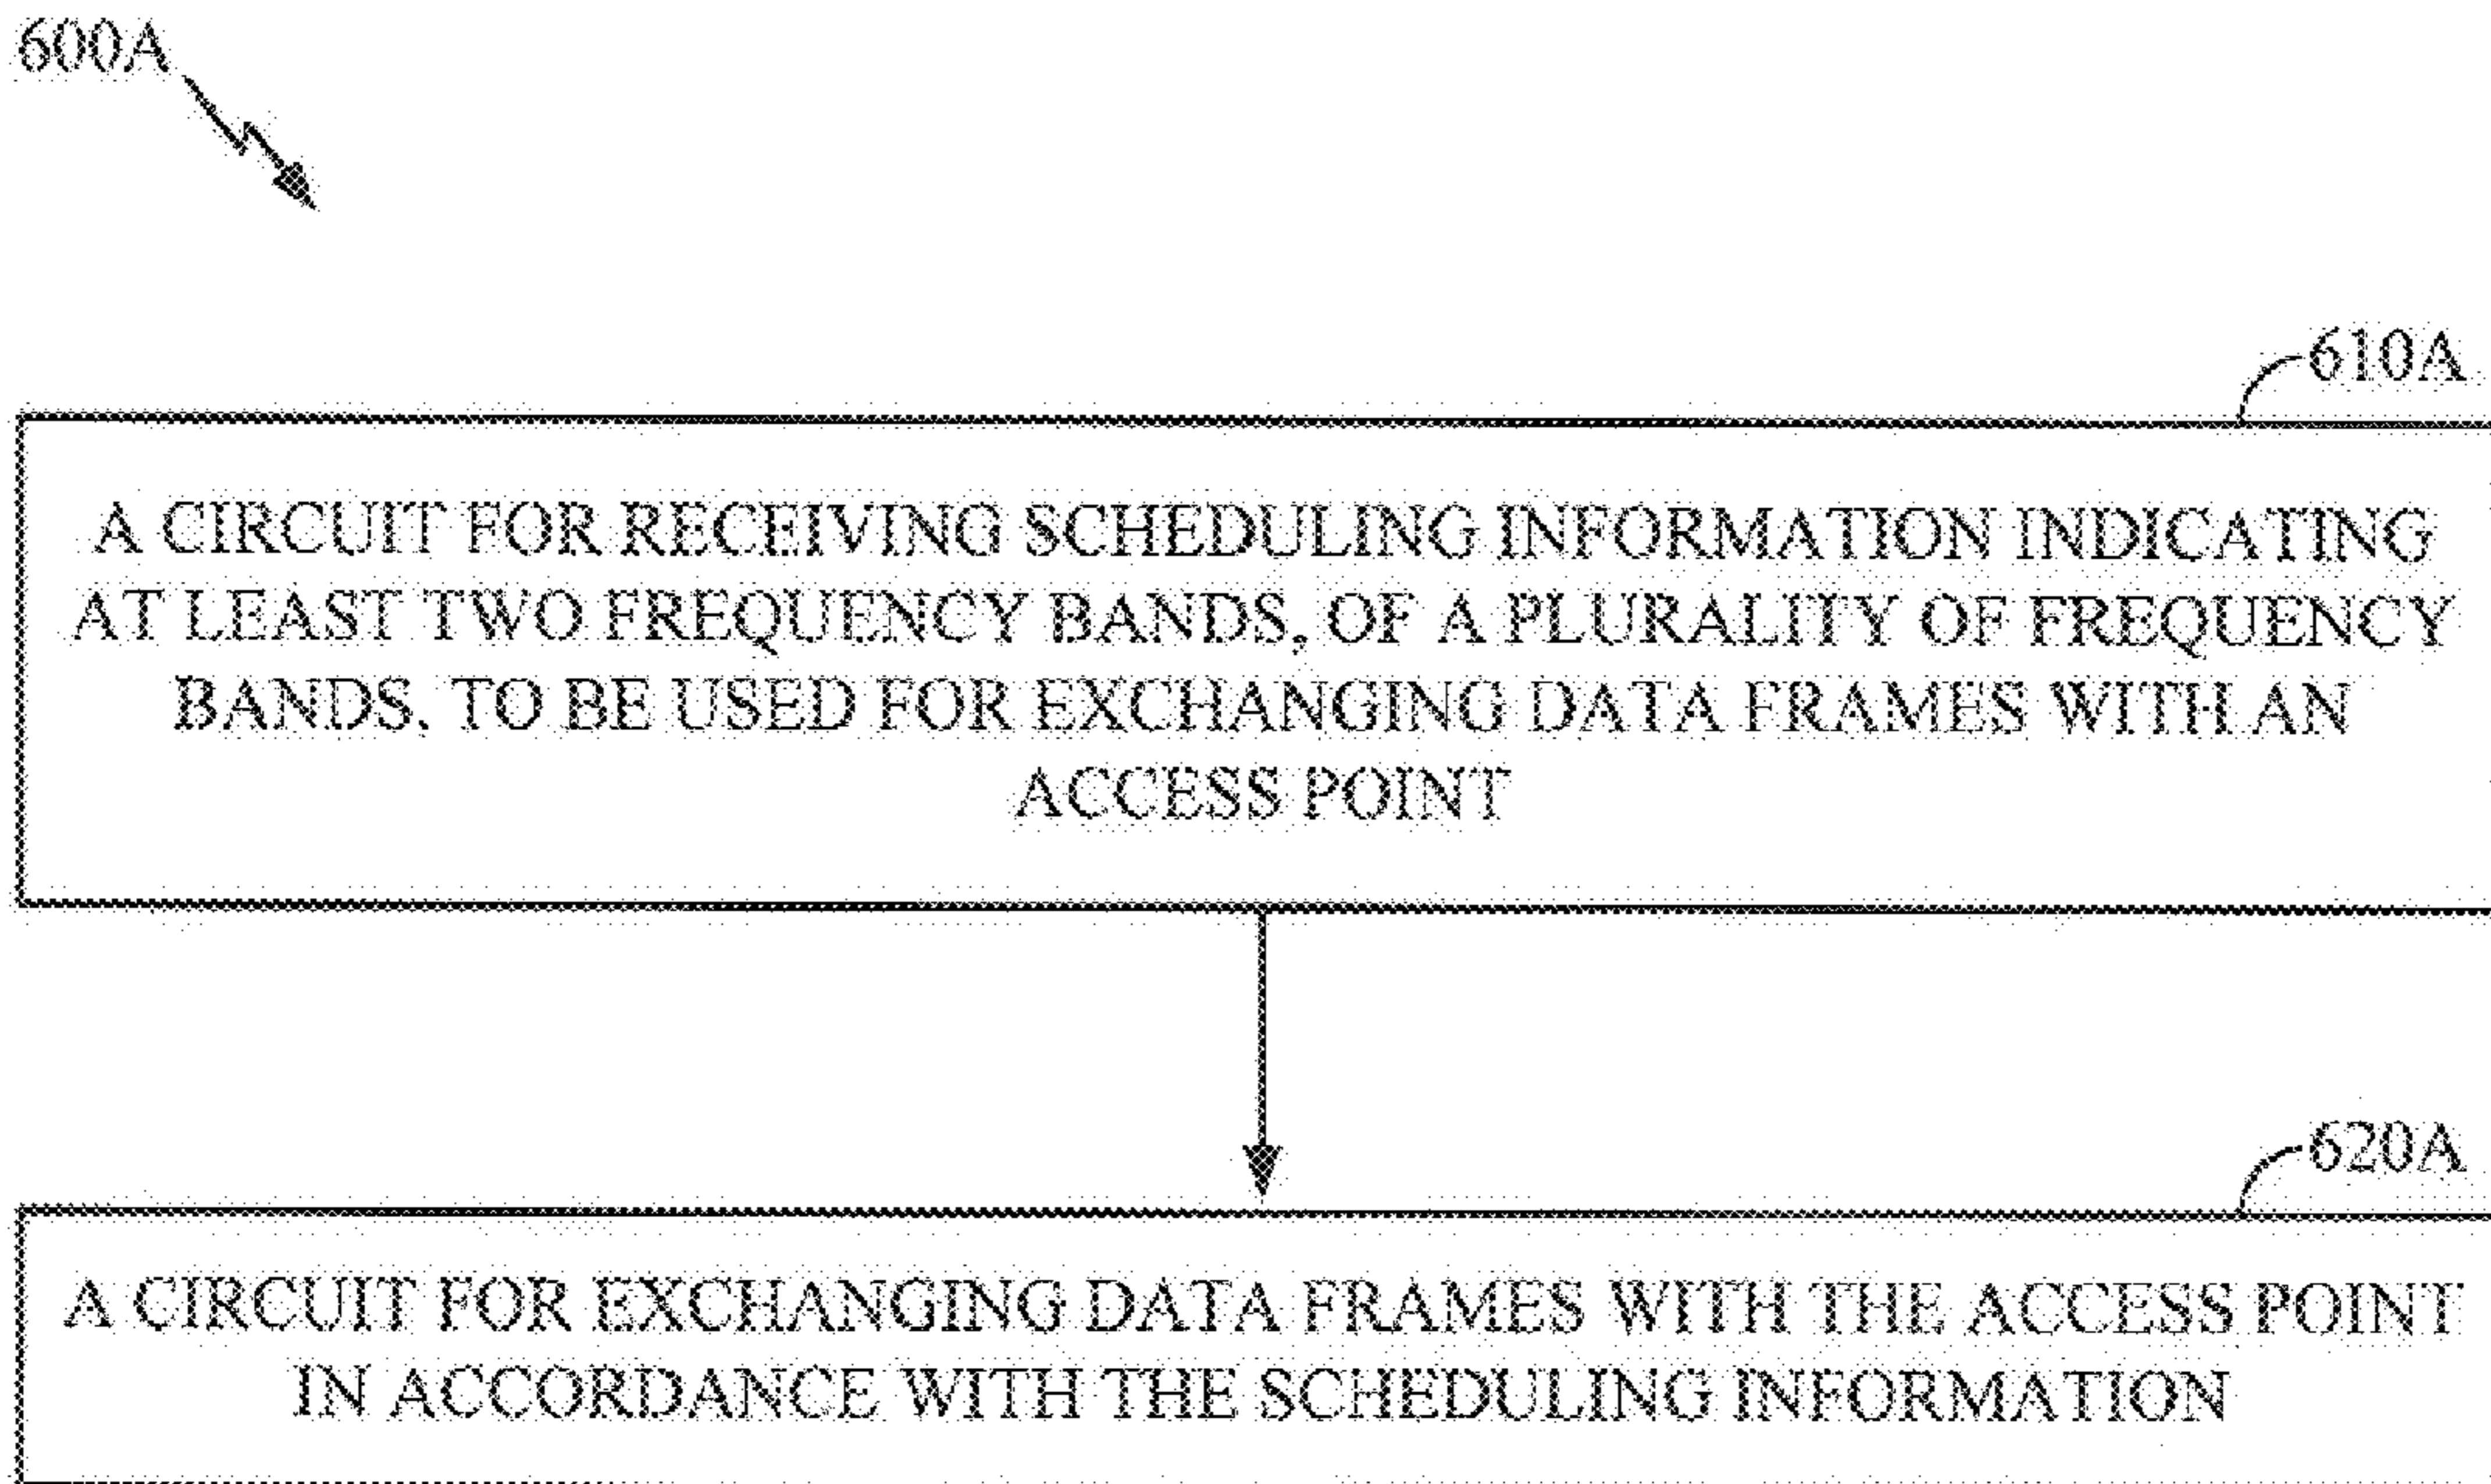 600A
610A
A CIRCUIT FOR RECEIVING SCHEDULING INFORMATION INDICATING
AT LEAST TWO FREQUENCY BANDS, OF A PLURALITY OF FREQUENCY
BANDS, TO BE USED FOR EXCHANGING DATA FRAMES WITH AN
ACCESS POINT
620A
A CIRCUIT FOR EXCHANGING DATA FRAMES WITH THE ACCESS POINT
IN ACCORDANCE WITH THE SCHEDULING INFORMATION